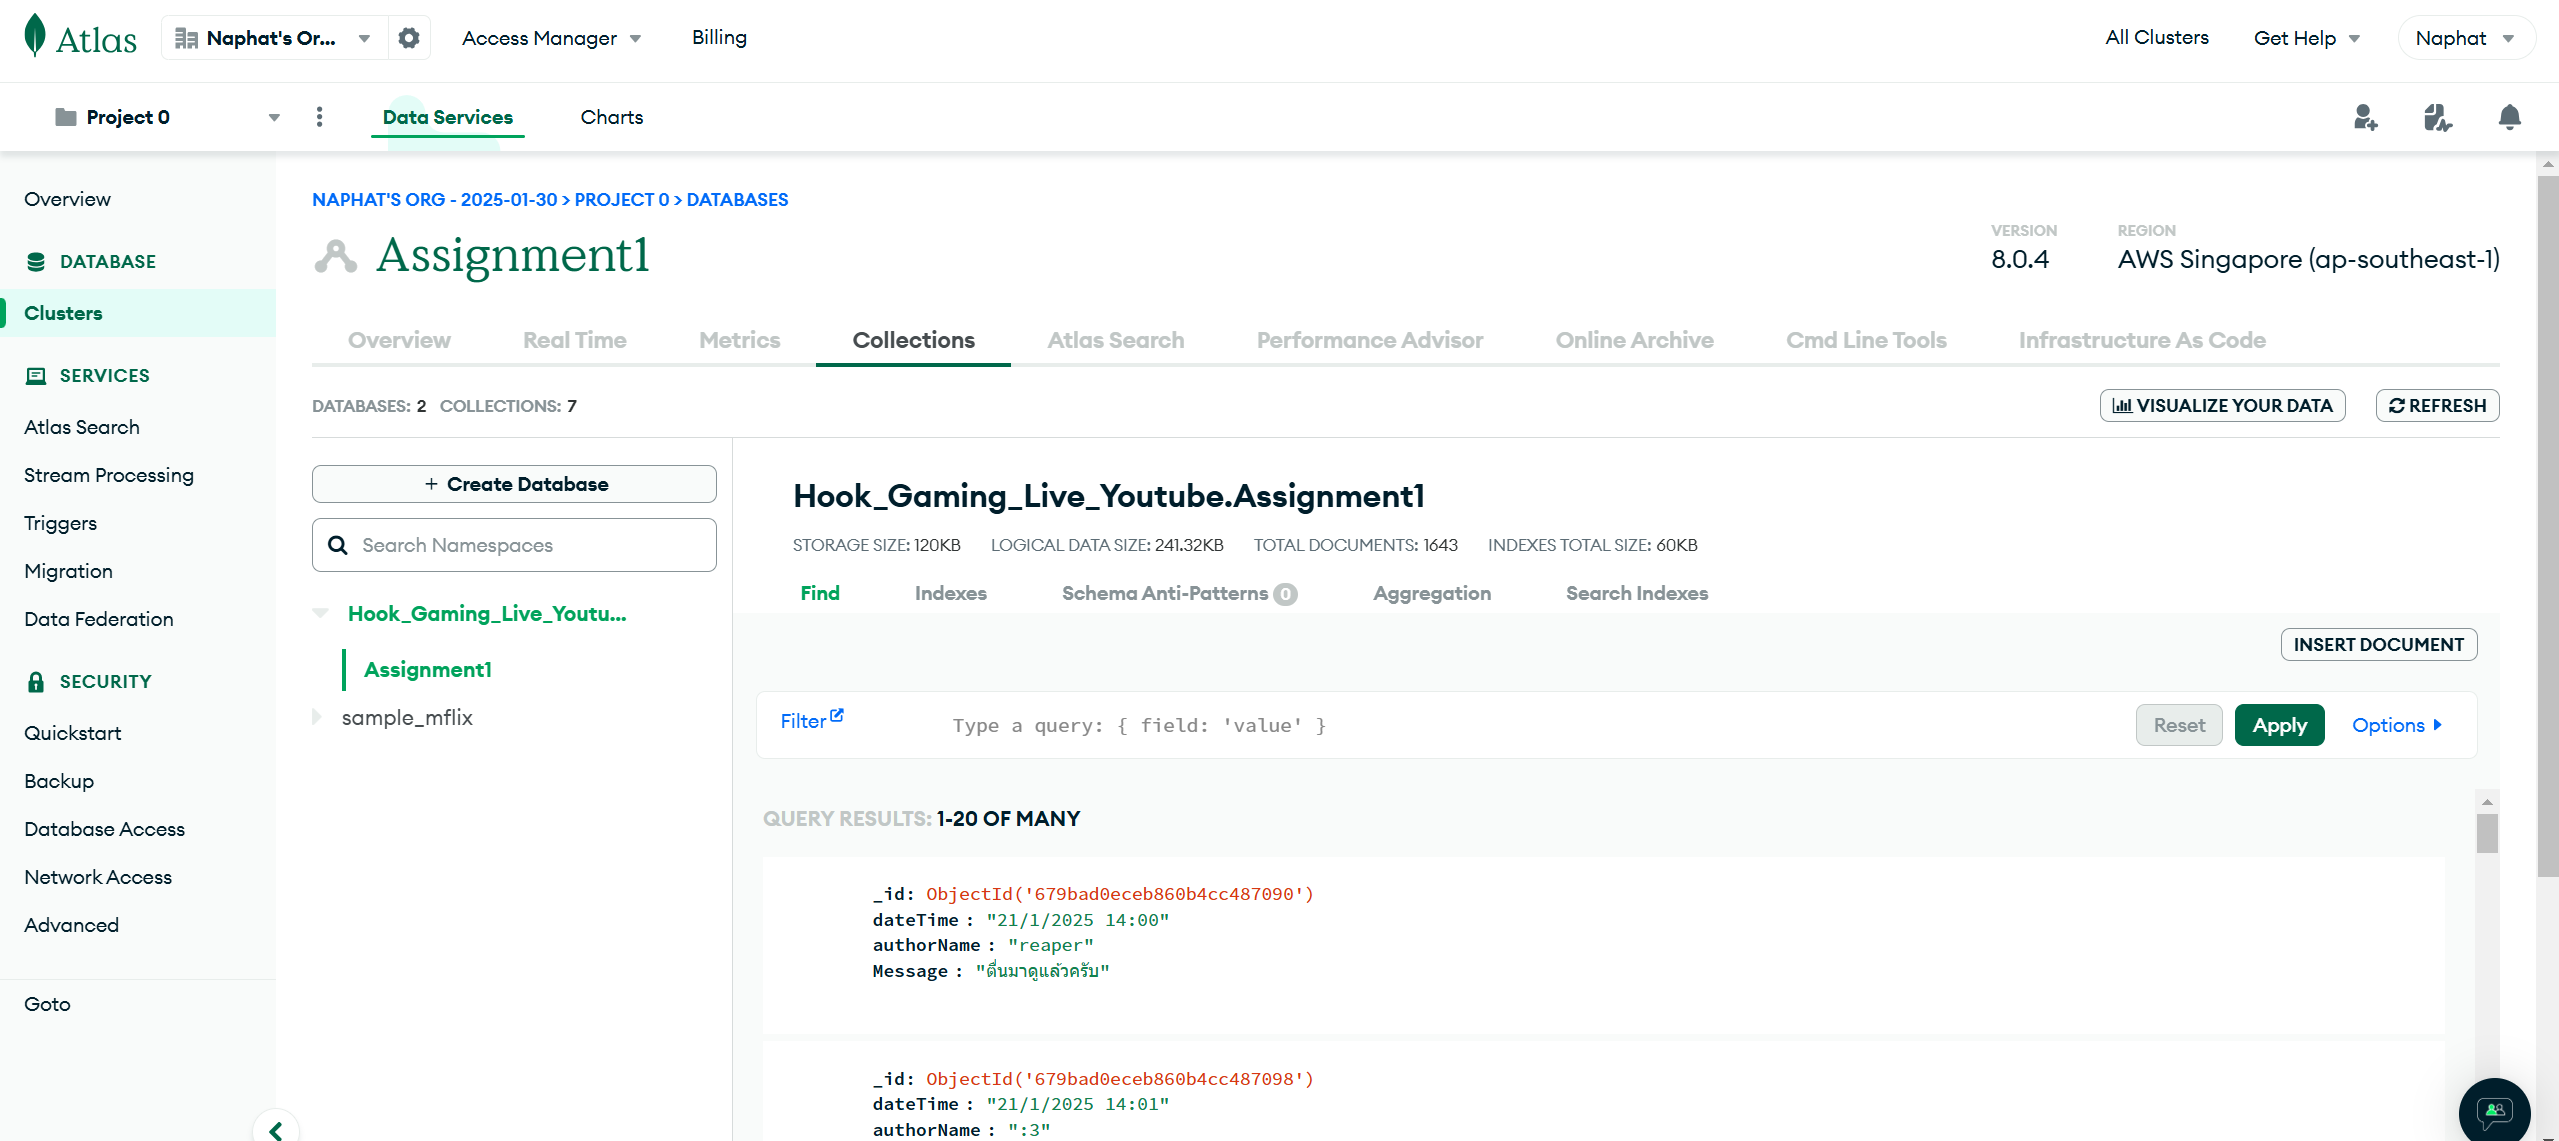 Atlas
Naphat's Or...
Access Manager
Billing
All Clusters
Get Help
Naphat
Project 0
Data Services
Charts
Overview
DATABASE
Clusters
SERVICES
Atlas Search
Stream Processing
Triggers
Migration
Data Federation
SECURITY
Quickstart
Backup
Database Access
Network Access
Advanced
Goto
NAPHAT'S ORG - 2025-01-30 > PROJECT 0 > DATABASES
Assignment1
VERSION
8.0.4
REGION
AWS Singapore (ap-southeast-1)
Overview
Real Time
Metrics
Collections
Atlas Search
Performance Advisor
Online Archive
Cmd Line Tools
Infrastructure As Code
DATABASES: 2 COLLECTIONS: 7
VISUALIZE YOUR DATA
REFRESH
+ Create Database
Search Namespaces
Hook_Gaming_Live_Youtu...
Assignment1
sample_mflix
Hook_Gaming_Live_Youtube.Assignment1
STORAGE SIZE: 120KB LOGICAL DATA SIZE: 241.32KB TOTAL DOCUMENTS: 1643 INDEXES TOTAL SIZE: 60KB
Find
Indexes
Schema Anti-Patterns 0
Aggregation
Search Indexes
INSERT DOCUMENT
Filter
Type a query: { field: 'value' }
Reset
Apply
Options
QUERY RESULTS: 1-20 OF MANY
_id: ObjectId('679bad0eceb860b4cc487090')
dateTime : "21/1/2025 14:00"
authorName : "reaper"
Message : "ตื่นมาดูแล้วครับ"
_id: ObjectId('679bad0eceb860b4cc487098')
dateTime : "21/1/2025 14:01"
authorName : ":3"